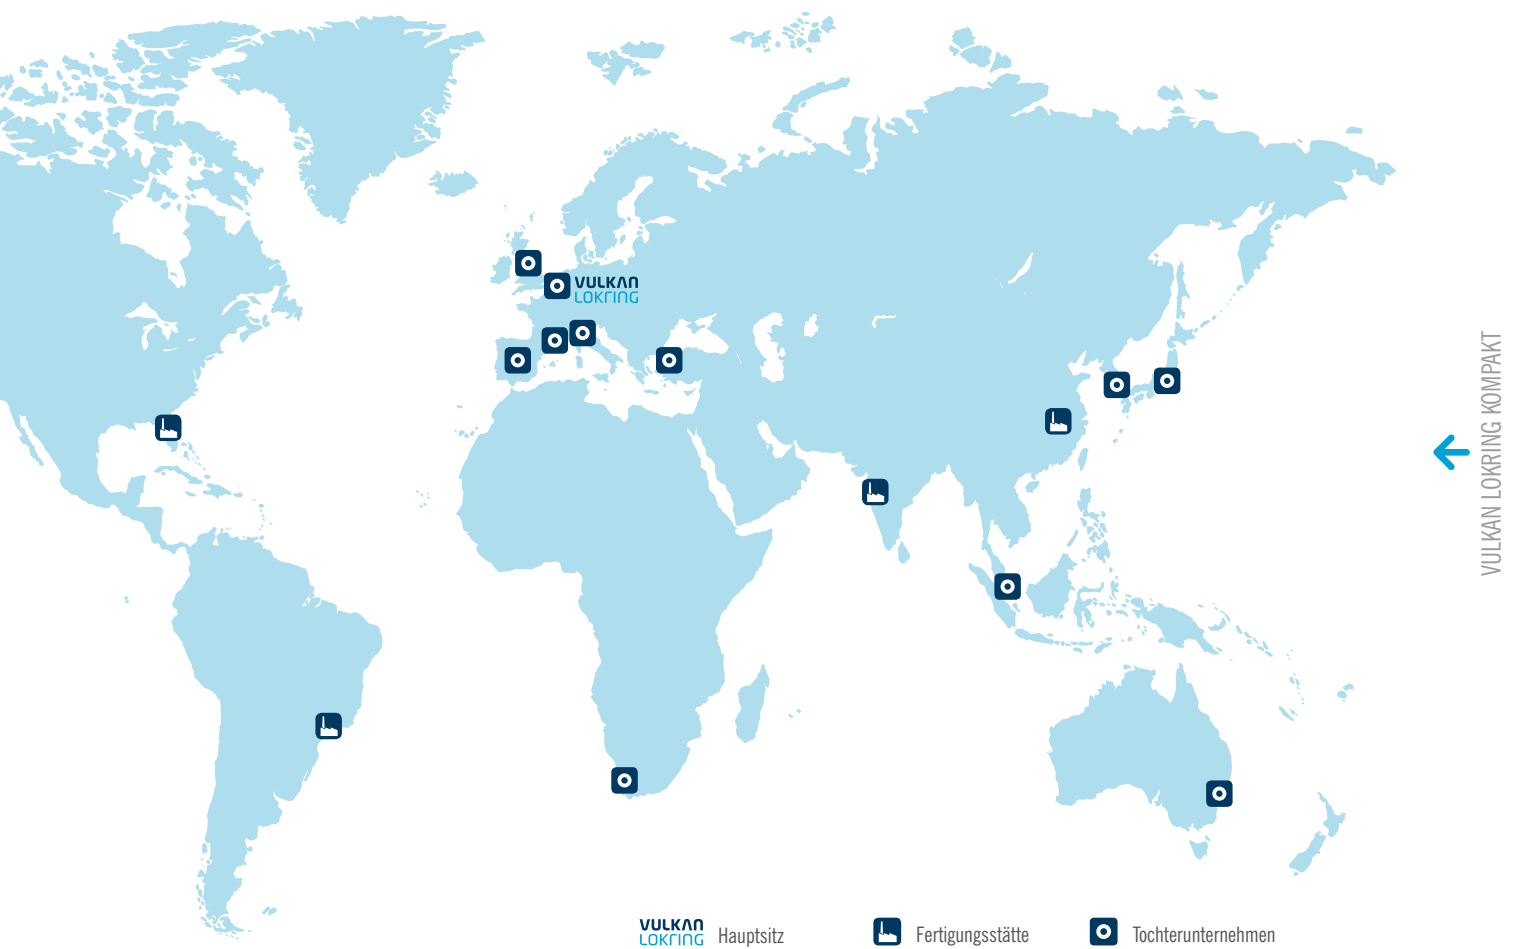 VULKAN
LOKRING
VULKAN LOKRING KOMPAKT
VULKAN
LOKRING
Hauptsitz
Fertigungsstätte
Tochterunternehmen